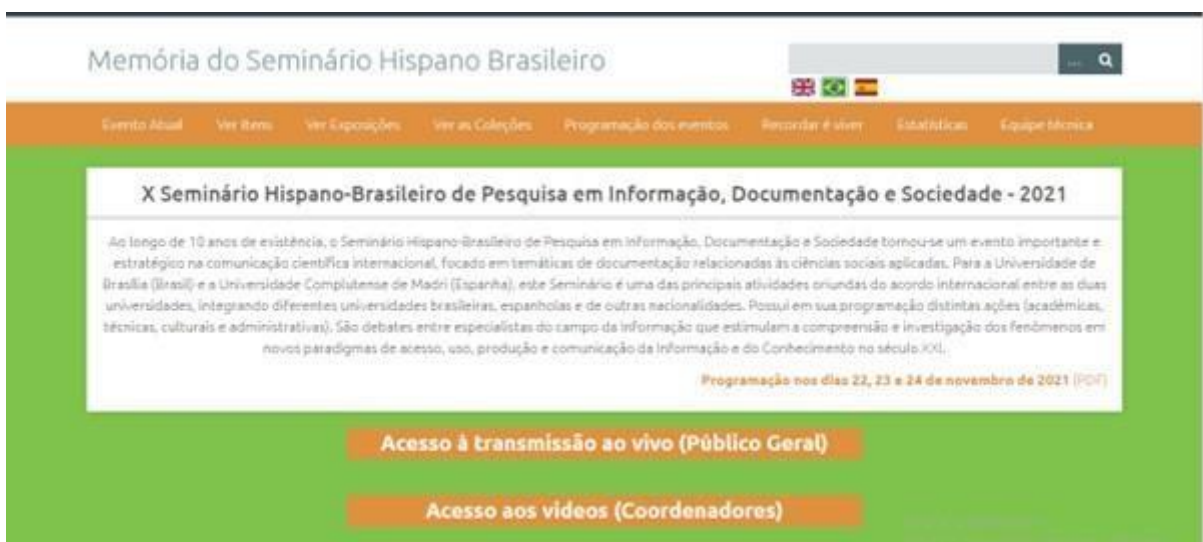 Memória do Seminário Hispano Brasileiro
...
Evento Atual Ver Itens Ver Exposições Ver as Coleções Programação dos eventos Recordar é viver Estatísticas Equipe técnica
X Seminário Hispano-Brasileiro de Pesquisa em Informação, Documentação e Sociedade - 2021
Ao longo de 10 anos de existência, o Seminário Hispano-Brasileiro de Pesquisa em Informação, Documentação e Sociedade tornou-se um evento importante e
estratégico na comunicação científica internacional, focado em temáticas de documentação relacionadas às ciências sociais aplicadas. Para a Universidade de
Brasília (Brasil) e a Universidade Complutense de Madri (Espanha), este Seminário é uma das principais atividades oriundas do acordo internacional entre as duas
universidades, integrando diferentes universidades brasileiras, espanholas e de outras nacionalidades. Possui em sua programação distintas ações (acadêmicas,
técnicas, culturais e administrativas). São debates entre especialistas do campo da Informação que estimulam a compreensão e investigação dos fenômenos em
novos paradigmas de acesso, uso, produção e comunicação da Informação e do Conhecimento no século XXI.
Programação nos dias 22, 23 e 24 de novembro de 2021 (PDF)
Acesso à transmissão ao vivo (Público Geral)
Acesso aos videos (Coordenadores)